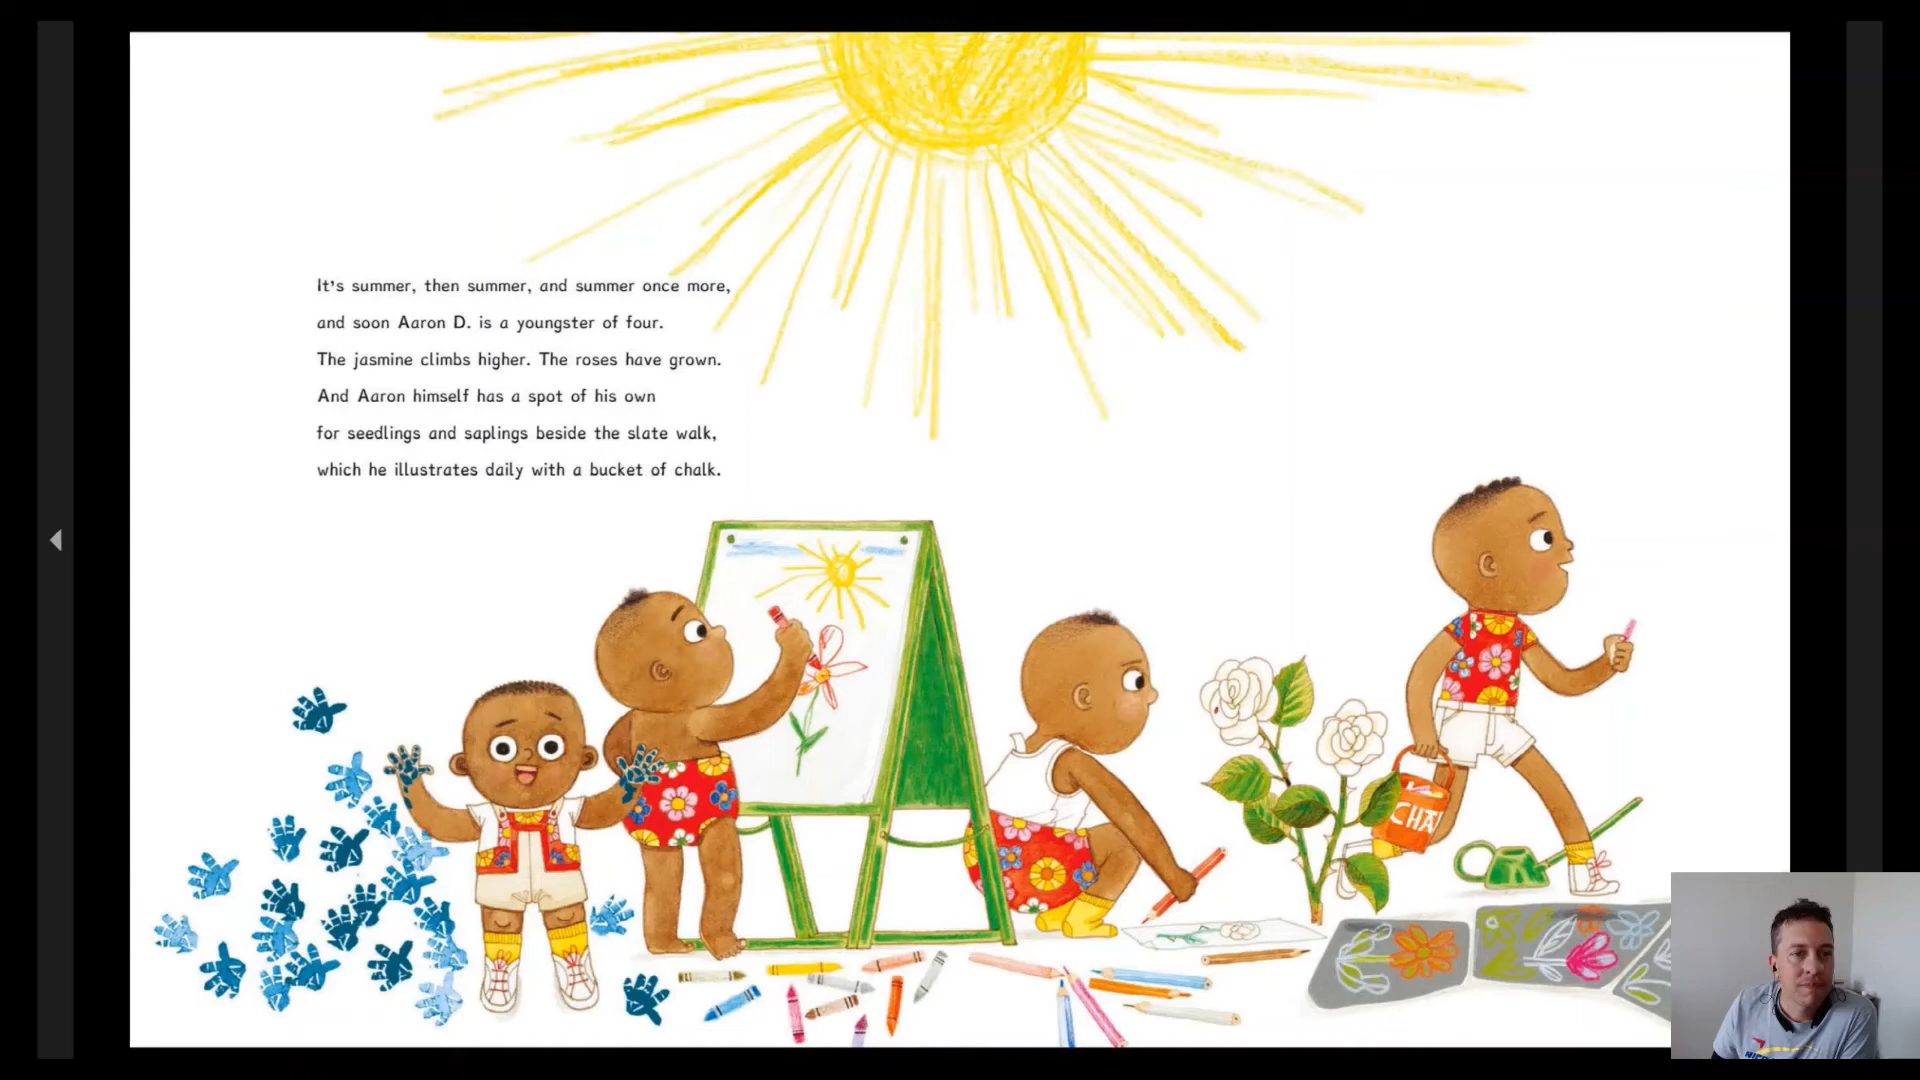 It's summer, then summer, and summer once more,
and soon Aaron D. is a youngster of four.
The jasmine climbs higher. The roses have grown.
And Aaron himself has a spot of his own
for seedlings and saplings beside the slate walk,
which he illustrates daily with a bucket of chalk.
CHA